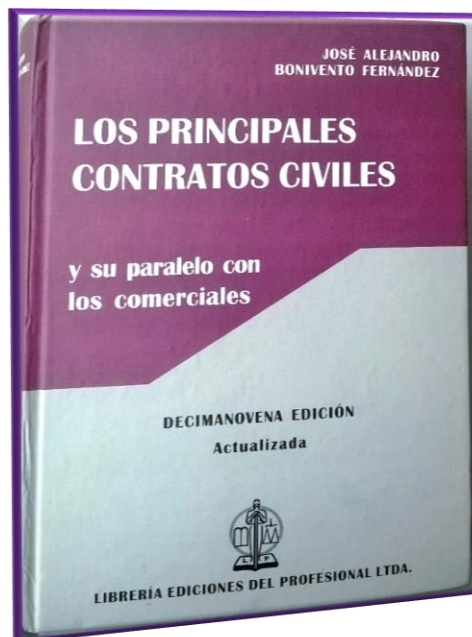 JOSÉ ALEJANDRO
BONIVENTO FERNÁNDEZ
LOS PRINCIPALES
CONTRATOS CIVILES
y su paralelo con
los comerciales
DECIMANOVENA EDICIÓN
Actualizada
LIBRERÍA EDICIONES DEL PROFESIONAL LTDA.